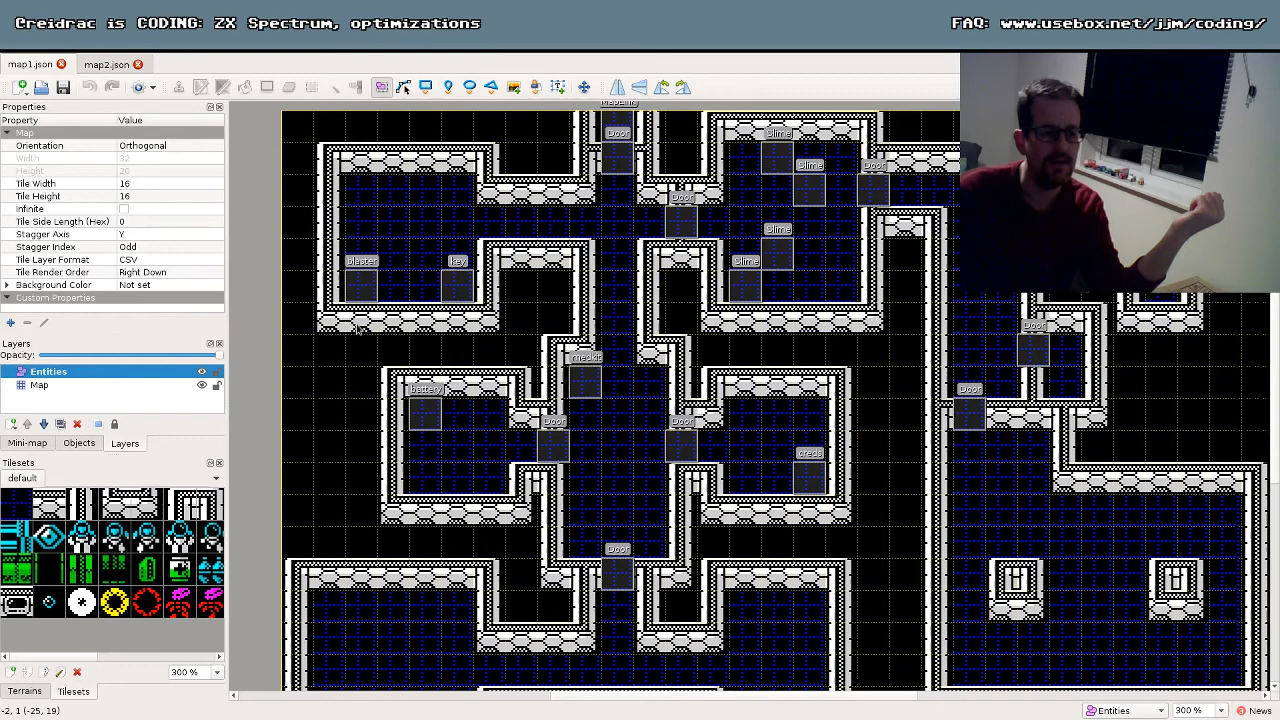 Creidrac is CODING: ZX Spectrum, optimizations
FAQ: www.usebox.net/jjm/coding/
map1.json
map2.json
Properties
Property Value
Map
Orientation Orthogonal
Width 32
Height 20
Tile Width 16
Tile Height 16
Infinite
Tile Side Length (Hex) 0
Stagger Axis Y
Stagger Index Odd
Tile Layer Format CSV
Tile Render Order Right Down
Background Color Not set
Custom Properties
Layers
Opacity:
Entities
Map
Mini-map Objects Layers
Tilesets
default
300 %
Terrains Tilesets
-2, 1 (-25, 19)
Entities
300 %
News
Door
Slime
Slime
Door
Door
Slime
blaster
key
Slime
Door
medkit
battery
Door
Door
Door
creds
Door